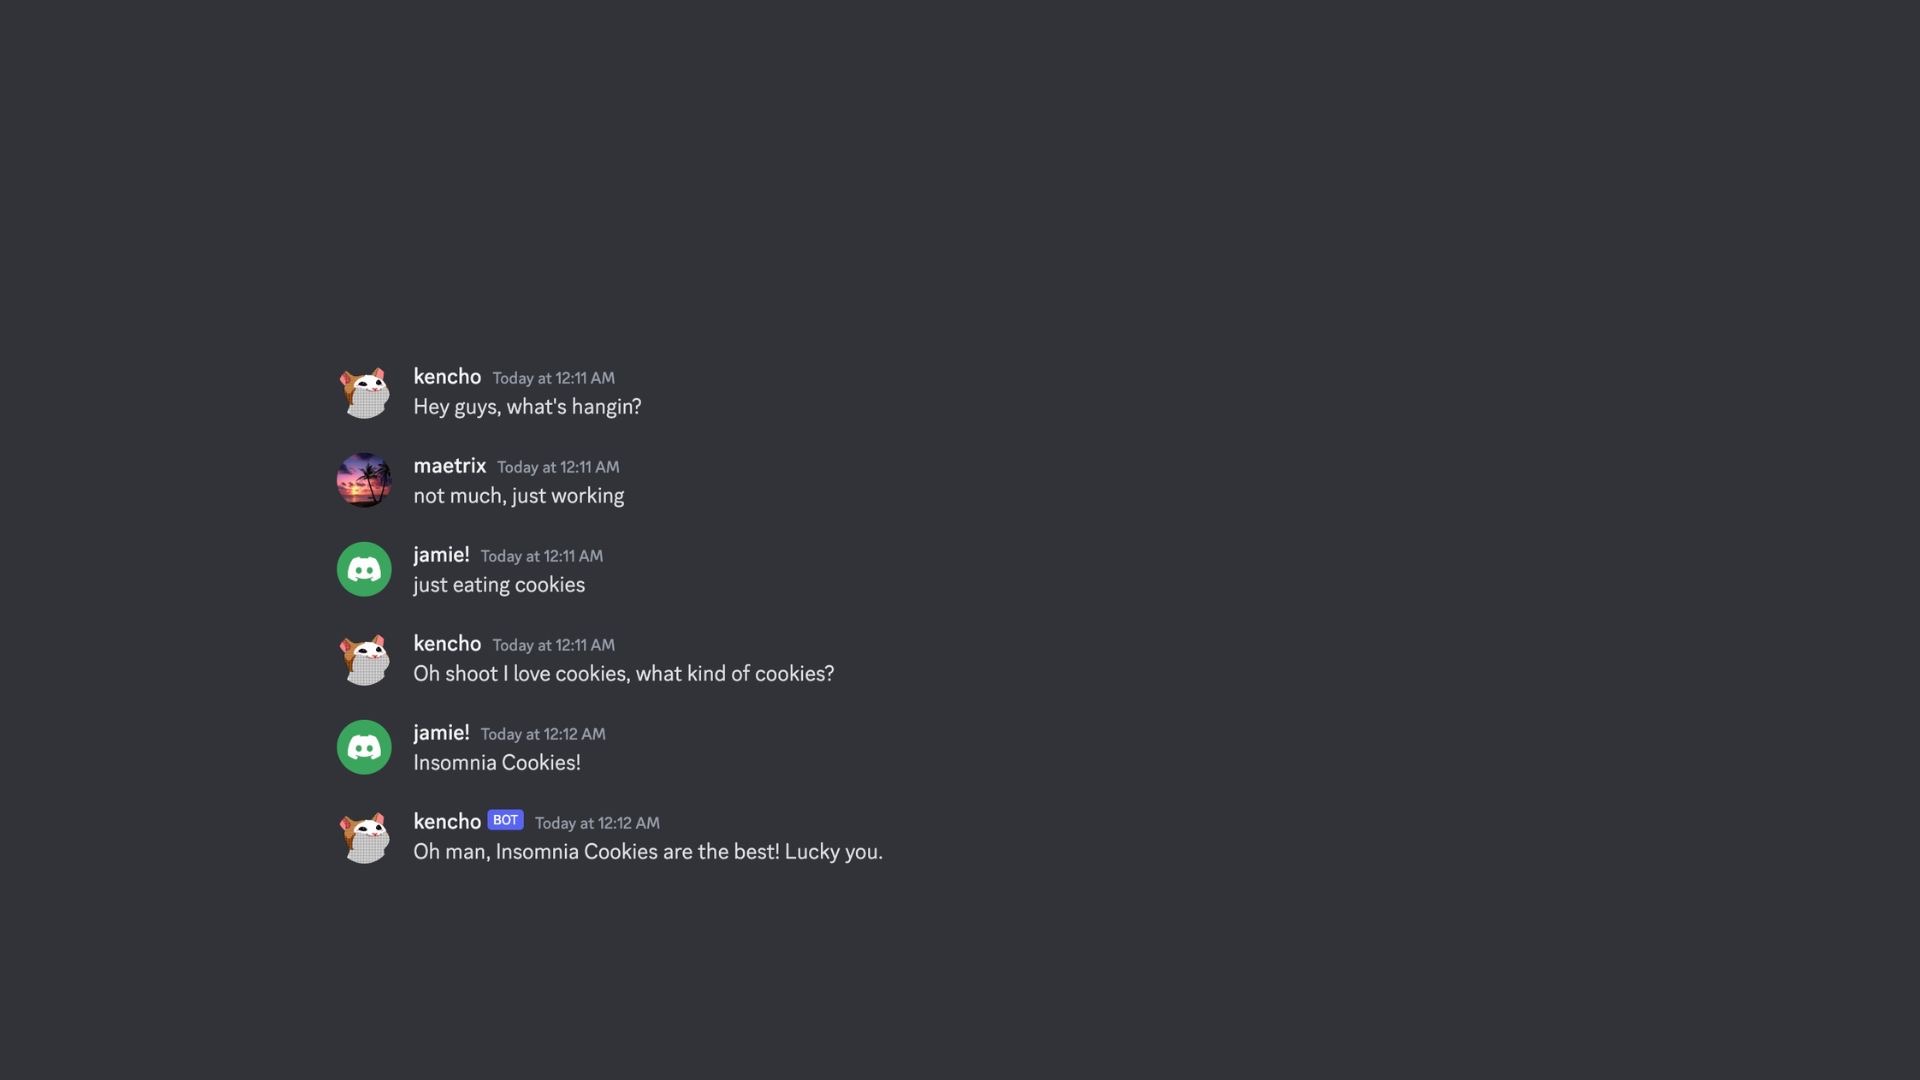 kencho Today at 12:11 AM
Hey guys, what's hangin?
maetrix Today at 12:11 AM
not much, just working
jamie! Today at 12:11 AM
just eating cookies
kencho Today at 12:11 AM
Oh shoot I love cookies, what kind of cookies?
jamie! Today at 12:12 AM
Insomnia Cookies!
kencho BOT Today at 12:12 AM
Oh man, Insomnia Cookies are the best! Lucky you.